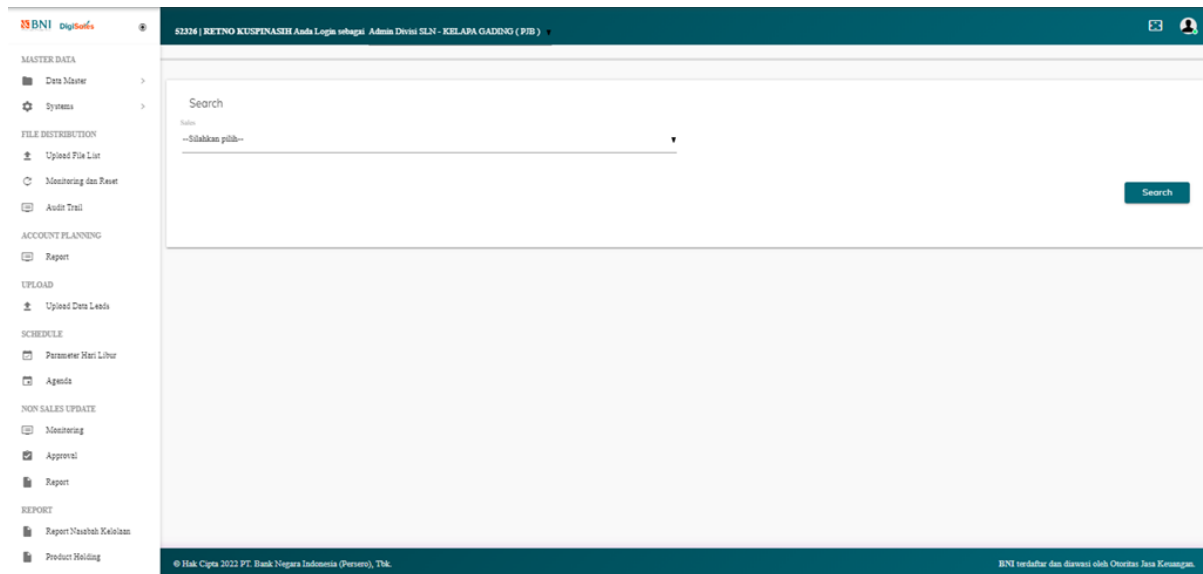 BNI DigiSales
52326 | RETNO KUSPINASIH Anda Login sebagai Admin Divisi SLN - KELAPA GADING ( PJB )
MASTER DATA
Data Master
Systems
FILE DISTRIBUTION
Upload File List
Monitoring dan Reset
Audit Trail
ACCOUNT PLANNING
Report
UPLOAD
Upload Data Leads
SCHEDULE
Parameter Hari Libur
Agenda
NON SALES UPDATE
Monitoring
Approval
Report
REPORT
Report Nasabah Kelolaan
Product Holding
Search
Sales
--Silahkan pilih--
Search
© Hak Cipta 2022 PT. Bank Negara Indonesia (Persero), Tbk.
BNI terdaftar dan diawasi oleh Otoritas Jasa Keuangan.